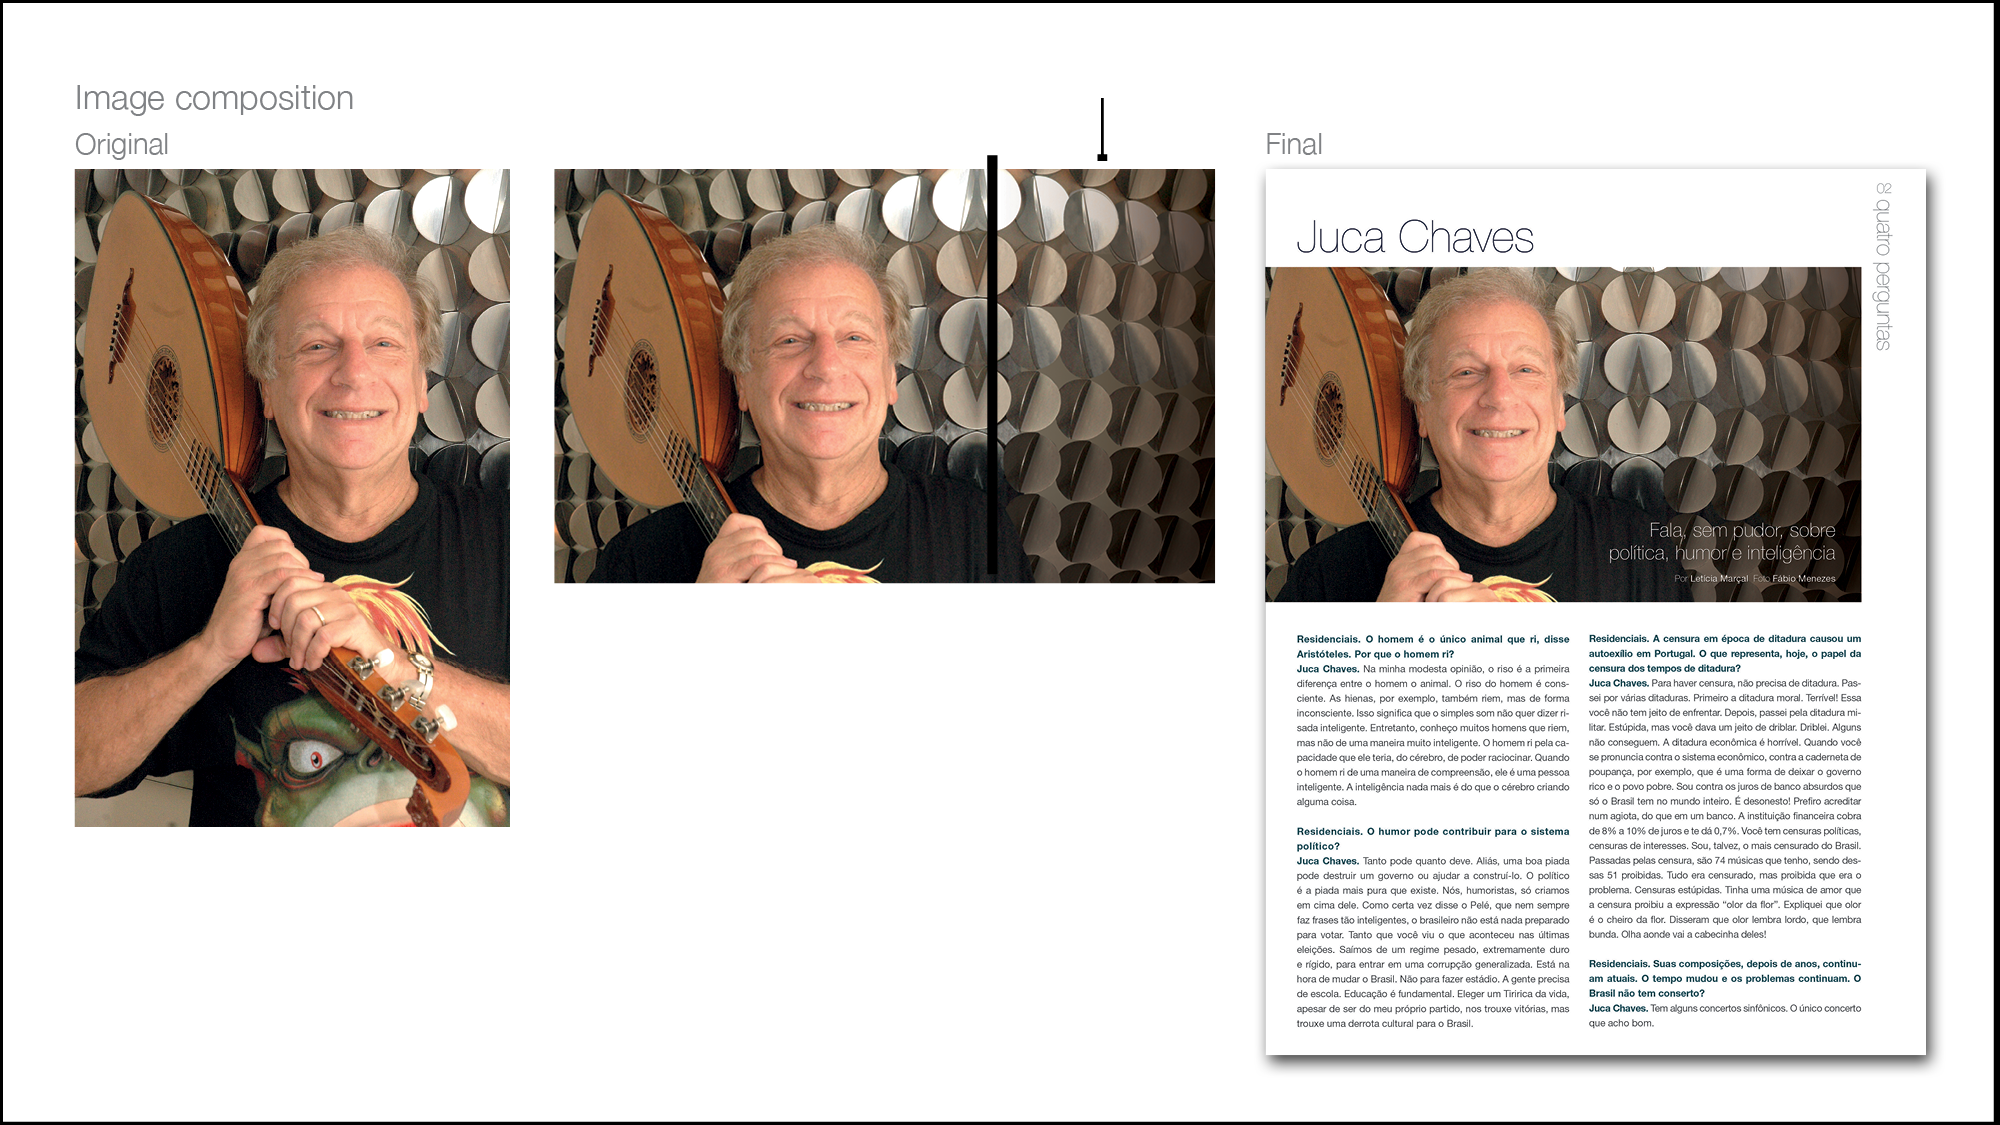 Image composition
Original
Final
02 quatro perguntas
Juca Chaves
Fala, sem pudor, sobre
política, humor e inteligência
Por Letícia Marçal Foto Fábio Menezes
Residenciais. O homem é o único animal que ri, disse
Aristóteles. Por que o homem ri?
Juca Chaves. Na minha modesta opinião, o riso é a primeira
diferença entre o homem o animal. O riso do homem é cons-
ciente. As hienas, por exemplo, também riem, mas de forma
inconsciente. Isso significa que o simples som não quer dizer ri-
sada inteligente. Entretanto, conheço muitos homens que riem,
mas não de uma maneira muito inteligente. O homem ri pela ca-
pacidade que ele teria, do cérebro, de poder raciocinar. Quando
o homem ri de uma maneira de compreensão, ele é uma pessoa
inteligente. A inteligência nada mais é do que o cérebro criando
alguma coisa.
Residenciais. O humor pode contribuir para o sistema
político?
Juca Chaves. Tanto pode quanto deve. Aliás, uma boa piada
pode destruir um governo ou ajudar a construí-lo. O político
é a piada mais pura que existe. Nós, humoristas, só criamos
em cima dele. Como certa vez disse o Pelé, que nem sempre
faz frases tão inteligentes, o brasileiro não está nada preparado
para votar. Tanto que você viu o que aconteceu nas últimas
eleições. Saímos de um regime pesado, extremamente duro
e rígido, para entrar em uma corrupção generalizada. Está na
hora de mudar o Brasil. Não para fazer estádio. A gente precisa
de escola. Educação é fundamental. Eleger um Tiririca da vida,
apesar de ser do meu próprio partido, nos trouxe vitórias, mas
trouxe uma derrota cultural para o Brasil.
Residenciais. A censura em época de ditadura causou um
autoexílio em Portugal. O que representa, hoje, o papel da
censura dos tempos de ditadura?
Juca Chaves. Para haver censura, não precisa de ditadura. Pas-
sei por várias ditaduras. Primeiro a ditadura moral. Terrível! Essa
você não tem jeito de enfrentar. Depois, passei pela ditadura mi-
litar. Estúpida, mas você dava um jeito de driblar. Driblei. Alguns
não conseguem. A ditadura econômica é horrível. Quando você
se pronuncia contra o sistema econômico, contra a caderneta de
poupança, por exemplo, que é uma forma de deixar o governo
rico e o povo pobre. Sou contra os juros de banco absurdos que
só o Brasil tem no mundo inteiro. É desonesto! Prefiro acreditar
num agiota, do que em um banco. A instituição financeira cobra
de 8% a 10% de juros e te dá 0,7%. Você tem censuras políticas,
censuras de interesses. Sou, talvez, o mais censurado do Brasil.
Passadas pelas censura, são 74 músicas que tenho, sendo des-
sas 51 proibidas. Tudo era censurado, mas proibida que era o
problema. Censuras estúpidas. Tinha uma música de amor que
a censura proibiu a expressão “olor da flor”. Expliquei que olor
é o cheiro da flor. Disseram que olor lembra lordo, que lembra
bunda. Olha aonde vai a cabecinha deles!
Residenciais. Suas composições, depois de anos, continu-
am atuais. O tempo mudou e os problemas continuam. O
Brasil não tem conserto?
Juca Chaves. Tem alguns concertos sinfônicos. O único concerto
que acho bom.